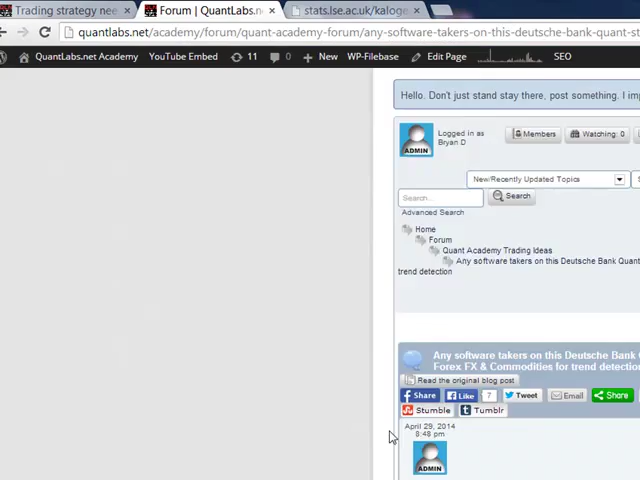 Trading strategy nee
Forum | QuantLabs.net
stats.lse.ac.uk/kaloge
quantlabs.net/academy/forum/quant-academy-forum/any-software-takers-on-this-deutsche-bank-quant-st
QuantLabs.net Academy YouTube Embed 11 0 New WP-Filebase Edit Page SEO
Hello. Don't just stand stay there, post something. I im
ADMIN
Logged in as
Bryan D
Members
Watching: 0
New/Recently Updated Topics
Search...
Search
Advanced Search
Home
Forum
Quant Academy Trading Ideas
Any software takers on this Deutsche Bank Quant
trend detection
Any software takers on this Deutsche Bank
Forex FX & Commodities for trend detection
Read the original blog post
Share Like 7 Tweet Email Share
Stumble Tumblr
April 29, 2014
8:48 pm
ADMIN